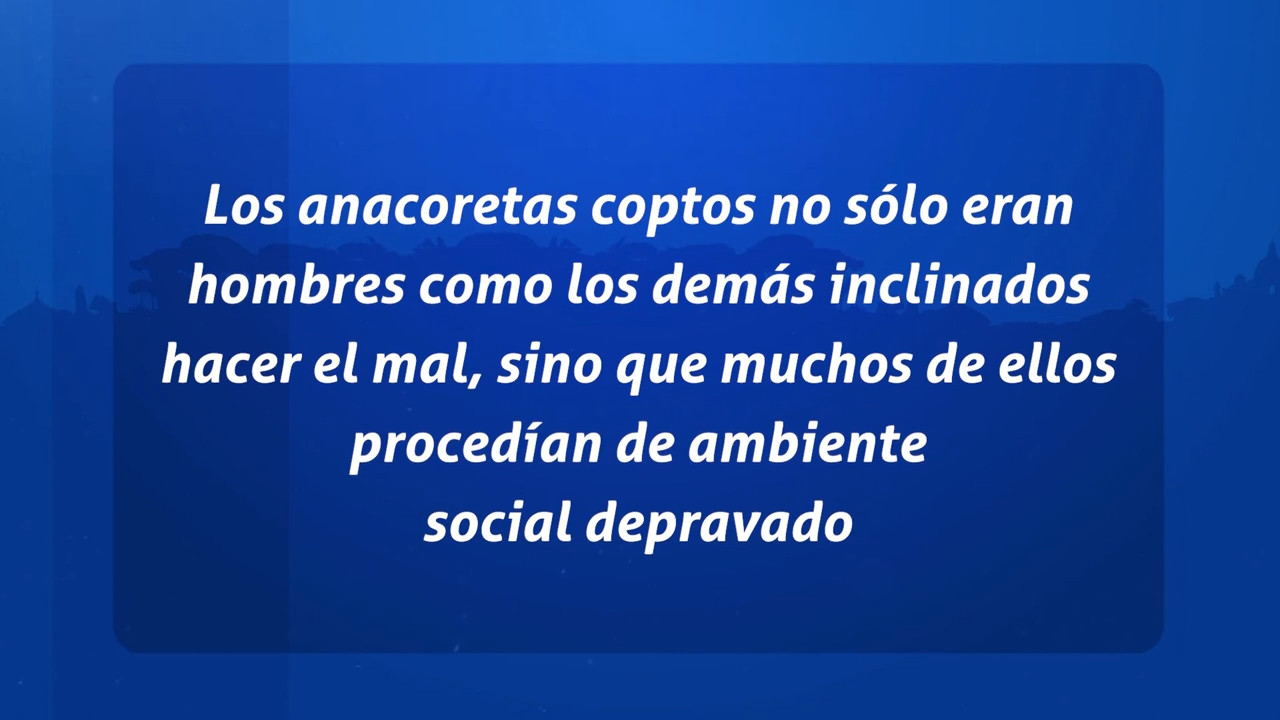 Los anacoretas coptos no sólo eran
hombres como los demás inclinados
hacer el mal, sino que muchos de ellos
procedían de ambiente
social depravado